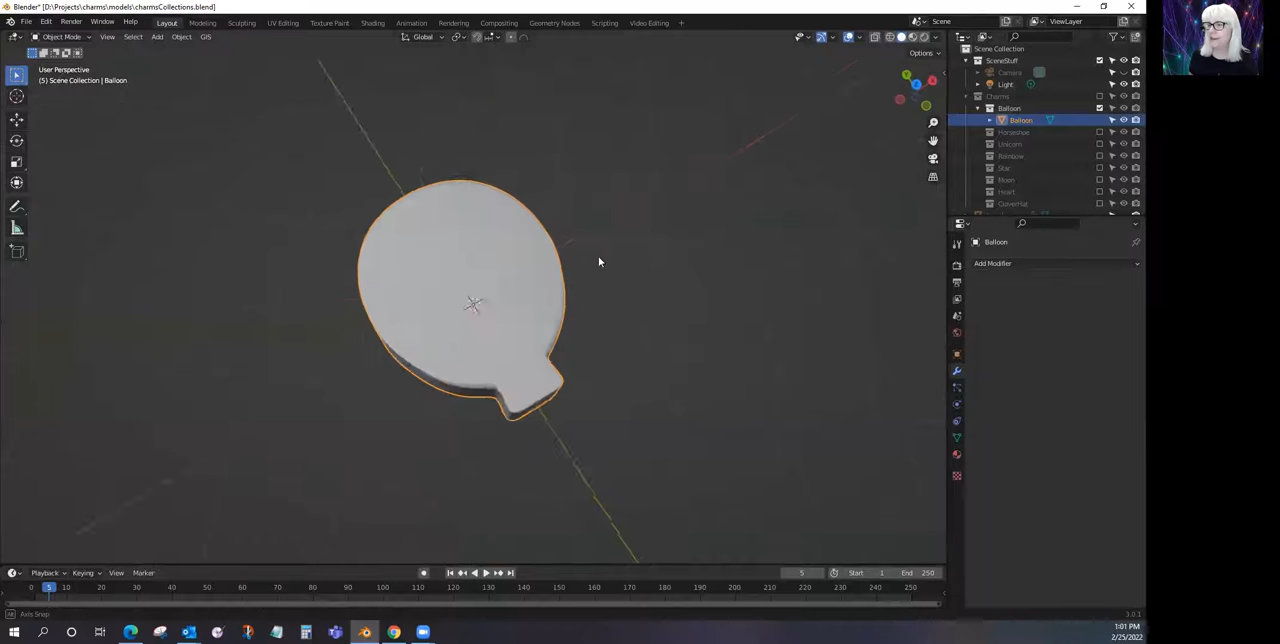 Blender* [D:\Projects\charms\models\charmsCollections.blend]
File Edit Render Window Help Layout Modeling Sculpting UV Editing Texture Paint Shading Animation Rendering Compositing Geometry Nodes Scripting Video Editing + Scene ViewLayer
Object Mode View Select Add Object GIS Global
Options
User Perspective
(5) Scene Collection | Balloon
Z
Scene Collection
SceneStuff
Camera
Light
Charms
Balloon
Balloon
Horseshoe
Unicorn
Rainbow
Star
Moon
Heart
CloverHat
Balloon
Add Modifier
Playback Keying View Marker 5 Start 1 End 250
0 5 10 20 30 40 50 60 70 80 90 100 110 120 130 140 150 160 170 180 190 200 210 220 230 240 250
Alt Axis Snap 3.0.1
1:01 PM
2/25/2022